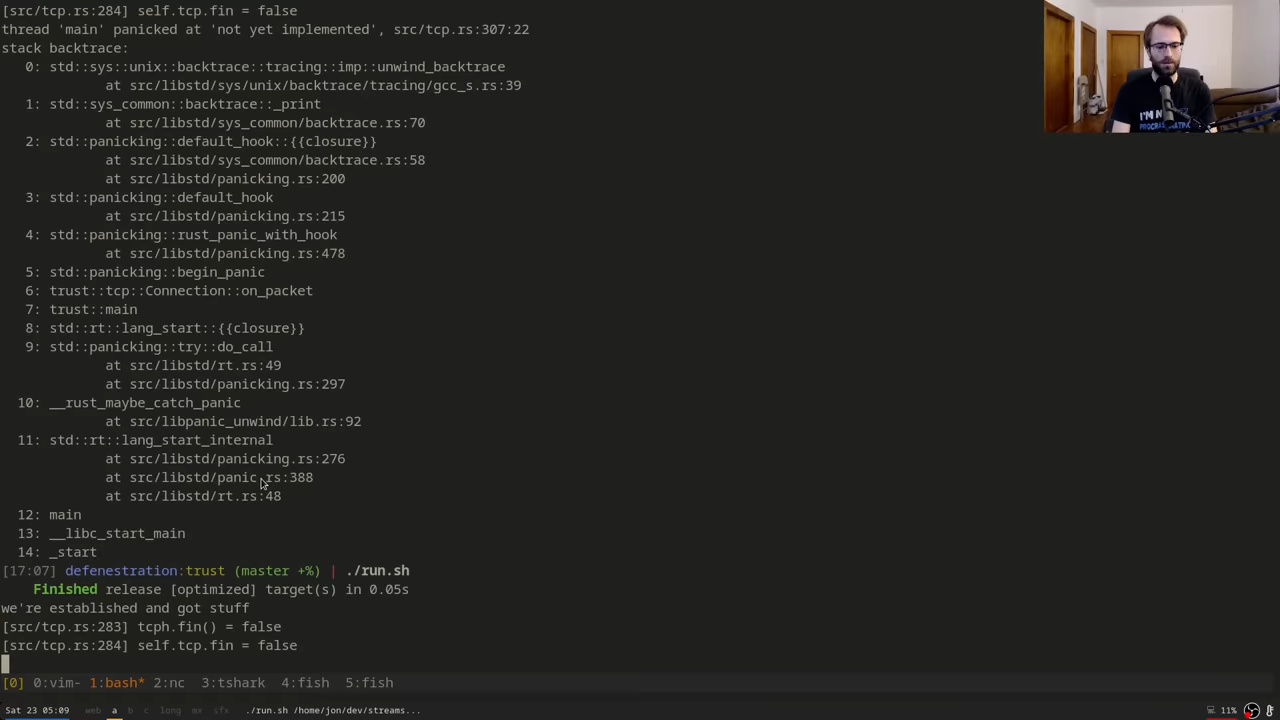 [src/tcp.rs:284] self.tcp.fin = false
thread 'main' panicked at 'not yet implemented', src/tcp.rs:307:22
stack backtrace:
   0: std::sys::unix::backtrace::tracing::imp::unwind_backtrace
             at src/libstd/sys/unix/backtrace/tracing/gcc_s.rs:39
   1: std::sys_common::backtrace::_print
             at src/libstd/sys_common/backtrace.rs:70
   2: std::panicking::default_hook::{{closure}}
             at src/libstd/sys_common/backtrace.rs:58
             at src/libstd/panicking.rs:200
   3: std::panicking::default_hook
             at src/libstd/panicking.rs:215
   4: std::panicking::rust_panic_with_hook
             at src/libstd/panicking.rs:478
   5: std::panicking::begin_panic
   6: trust::tcp::Connection::on_packet
   7: trust::main
   8: std::rt::lang_start::{{closure}}
   9: std::panicking::try::do_call
             at src/libstd/rt.rs:49
             at src/libstd/panicking.rs:297
  10: __rust_maybe_catch_panic
             at src/libpanic_unwind/lib.rs:92
  11: std::rt::lang_start_internal
             at src/libstd/panicking.rs:276
             at src/libstd/panic.rs:388
             at src/libstd/rt.rs:48
  12: main
  13: __libc_start_main
  14: _start
[17:07] defenestration:trust (master +%) | ./run.sh
    Finished release [optimized] target(s) in 0.05s
we're established and got stuff
[src/tcp.rs:283] tcph.fin() = false
[src/tcp.rs:284] self.tcp.fin = false
[0] 0:vim- 1:bash* 2:nc 3:tshark 4:fish 5:fish
Sat 23 05:09 web a b c long mx sfx ./run.sh /home/jon/dev/streams... 11%
I'M N